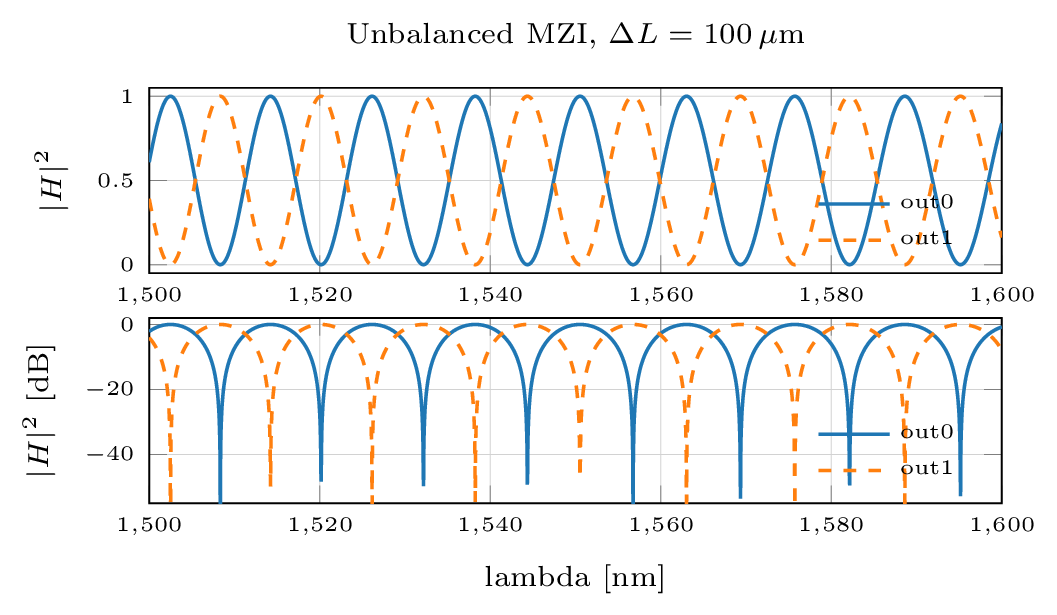 Unbalanced MZI, ΔL = 100 μm
|H|²
1
0.5
0
out0
out1
1,500 1,520 1,540 1,560 1,580 1,600
|H|² [dB]
0
−20
−40
out0
out1
1,500 1,520 1,540 1,560 1,580 1,600
lambda [nm]